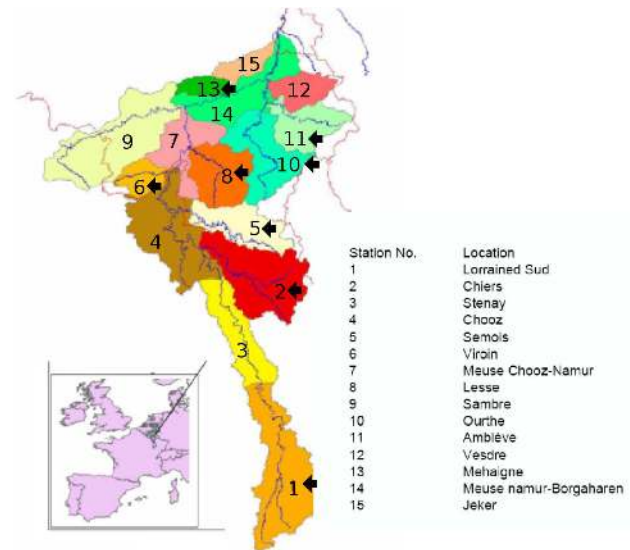 15
13
12
14
11
9
7
10
8
6
5
4
2
3
1
Station No. Location
1 Lorrained Sud
2 Chiers
3 Stenay
4 Chooz
5 Semois
6 Viroin
7 Meuse Chooz-Namur
8 Lesse
9 Sambre
10 Ourthe
11 Amblève
12 Vesdre
13 Mehaigne
14 Meuse namur-Borgaharen
15 Jeker